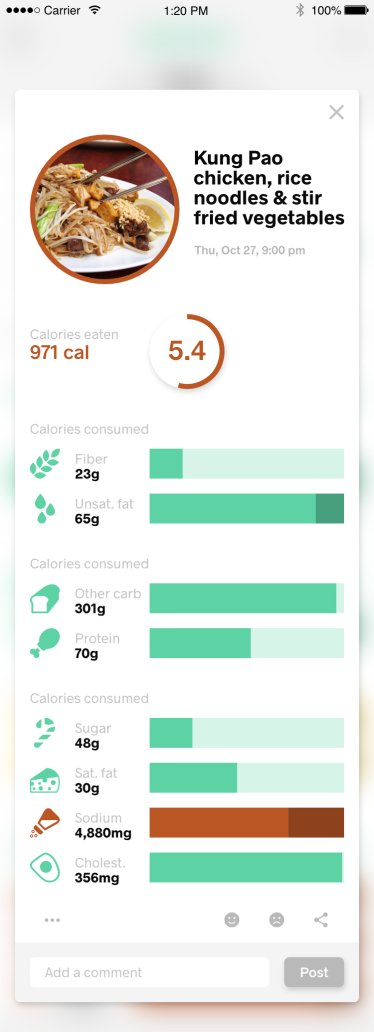 Carrier 1:20 PM 100%
Kung Pao
chicken, rice
noodles & stir
fried vegetables
Thu, Oct 27, 9:00 pm
Calories eaten
971 cal
5.4
Calories consumed
Fiber
23g
Unsat. fat
65g
Calories consumed
Other carb
301g
Protein
70g
Calories consumed
Sugar
48g
Sat. fat
30g
Sodium
4,880mg
Cholest.
356mg
Add a comment
Post